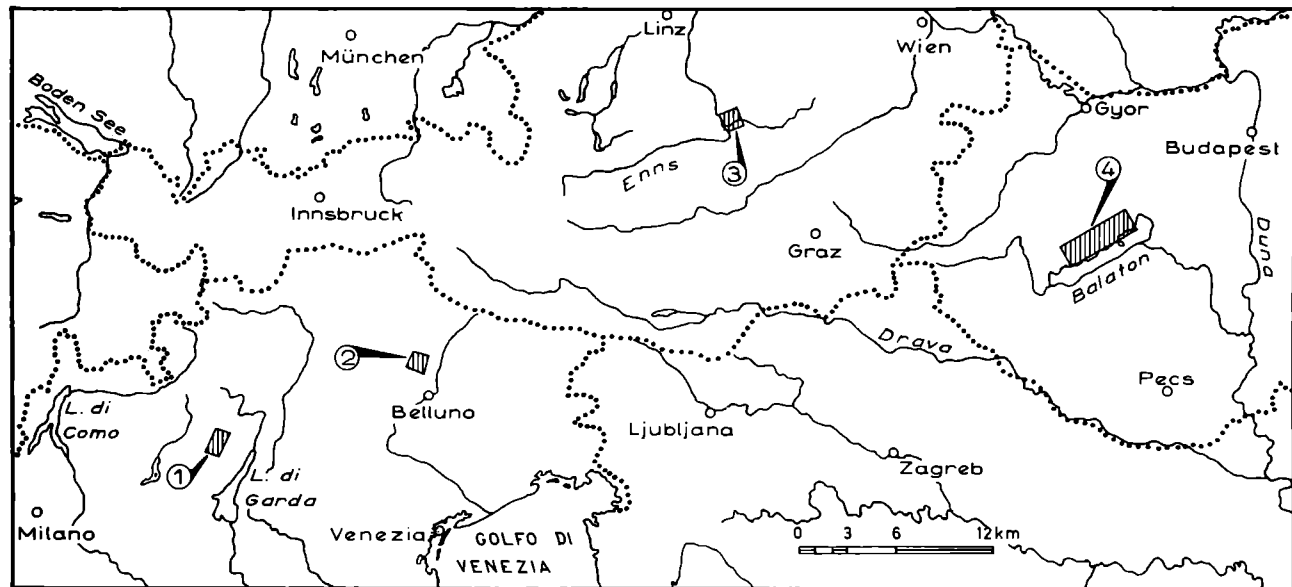 Linz
Wien
München
Boden See
Gyor
Budapest
Enns
3
4
Innsbruck
Graz
Duna
Balaton
2
Drava
Pecs
Belluno
L. di
Como
Ljubljana
1
L. di
Garda
Zagreb
Milano
Venezia
GOLFO DI
VENEZIA
0 3 6 12km